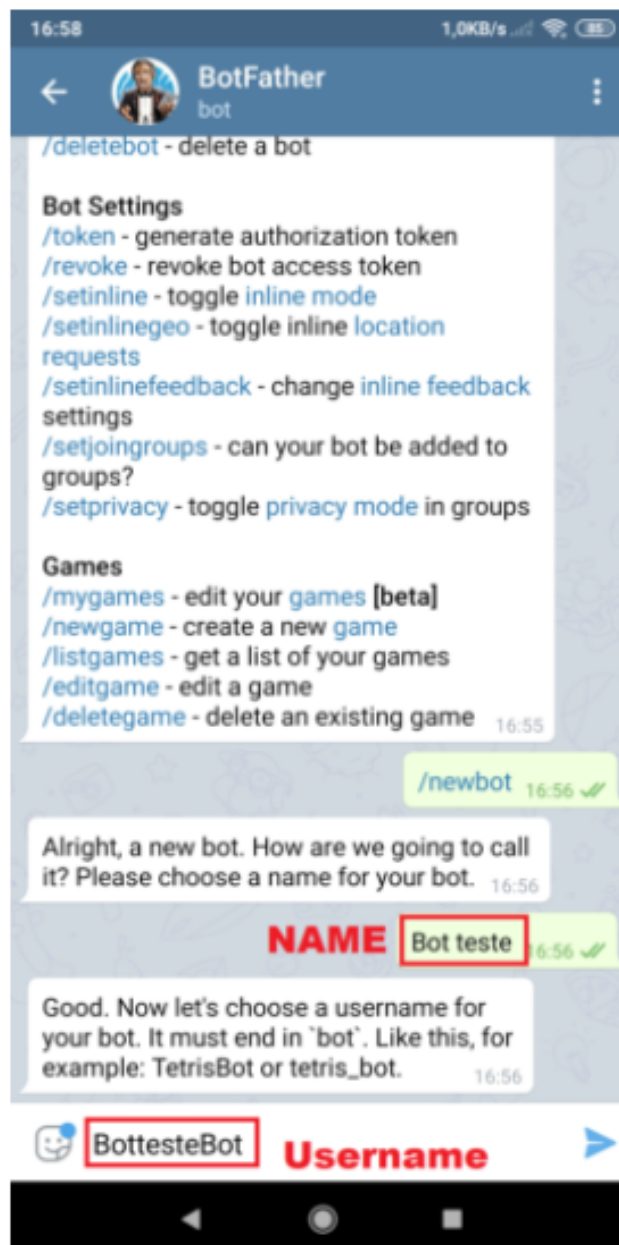 16:58
1,0KB/s
85
BotFather
bot
/deletebot - delete a bot
Bot Settings
/token - generate authorization token
/revoke - revoke bot access token
/setinline - toggle inline mode
/setinlinegeo - toggle inline location
requests
/setinlinefeedback - change inline feedback
settings
/setjoingroups - can your bot be added to
groups?
/setprivacy - toggle privacy mode in groups
Games
/mygames - edit your games [beta]
/newgame - create a new game
/listgames - get a list of your games
/editgame - edit a game
/deletegame - delete an existing game 16:55
/newbot 16:56
Alright, a new bot. How are we going to call
it? Please choose a name for your bot. 16:56
NAME Bot teste 16:56
Good. Now let's choose a username for
your bot. It must end in `bot`. Like this, for
example: TetrisBot or tetris_bot. 16:56
BottesteBot Username